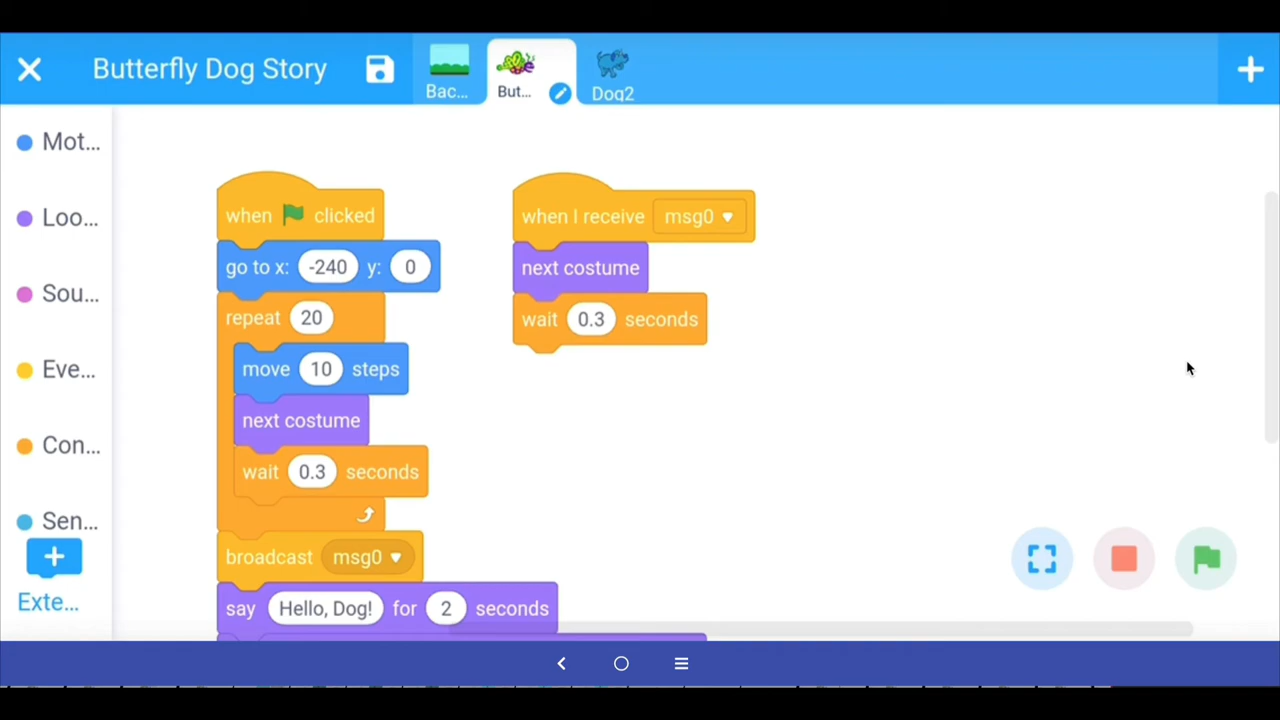 Butterfly Dog Story
Bac...
But...
Dog2
Mot...
Loo...
Sou...
Eve...
Con...
Sen...
Exte...
when clicked
go to x: -240 y: 0
repeat 20
move 10 steps
next costume
wait 0.3 seconds
broadcast msg0
say Hello, Dog! for 2 seconds
when I receive msg0
next costume
wait 0.3 seconds